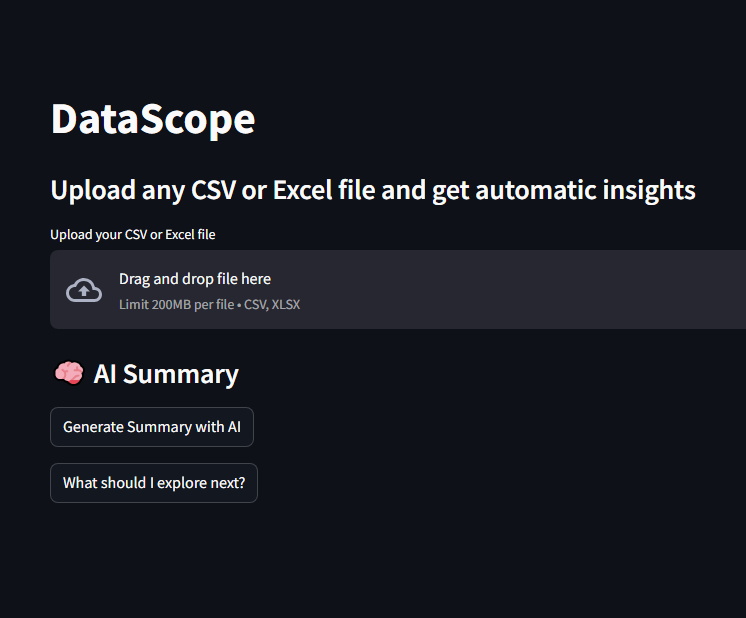 DataScope
Upload any CSV or Excel file and get automatic insights
Upload your CSV or Excel file
Drag and drop file here
Limit 200MB per file • CSV, XLSX
🧠 AI Summary
Generate Summary with AI
What should I explore next?